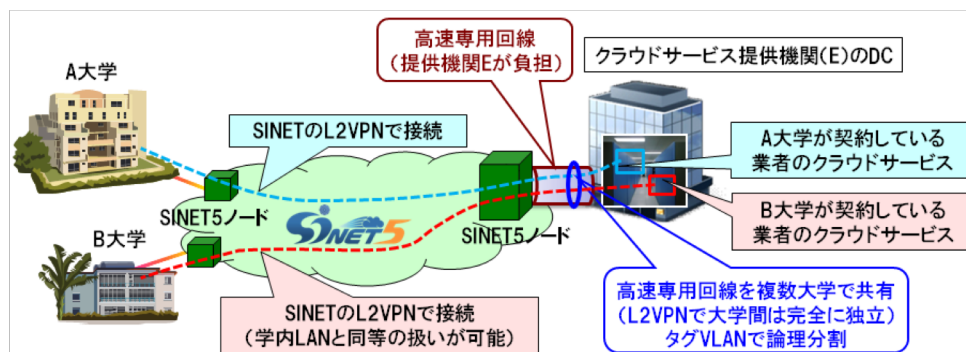 高速専用回線
(提供機関Eが負担)
クラウドサービス提供機関(E)のDC
A大学
SINETのL2VPNで接続
A大学が契約している
業者のクラウドサービス
SINET5ノード
SINET5
SINET5ノード
B大学が契約している
業者のクラウドサービス
B大学
SINETのL2VPNで接続
(学内LANと同等の扱いが可能)
高速専用回線を複数大学で共有
(L2VPNで大学間は完全に独立)
タグVLANで論理分割